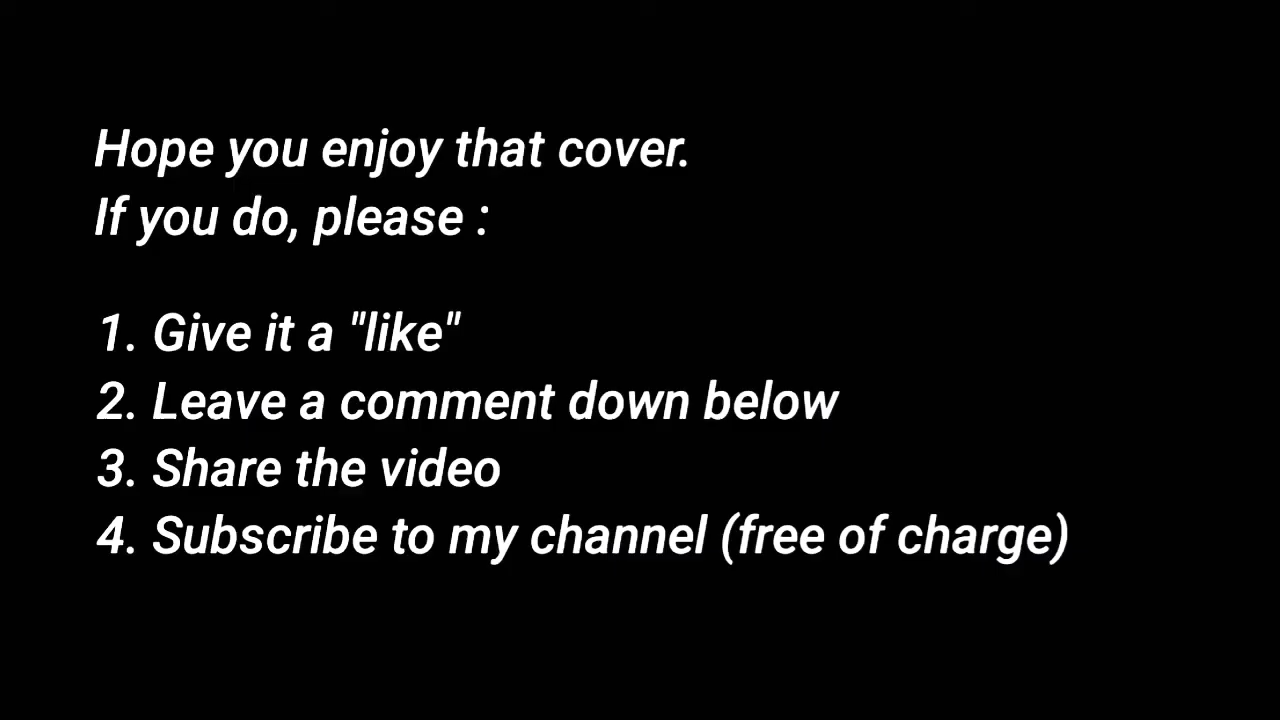 Hope you enjoy that cover.
If you do, please :
1. Give it a "like"
2. Leave a comment down below
3. Share the video
4. Subscribe to my channel (free of charge)